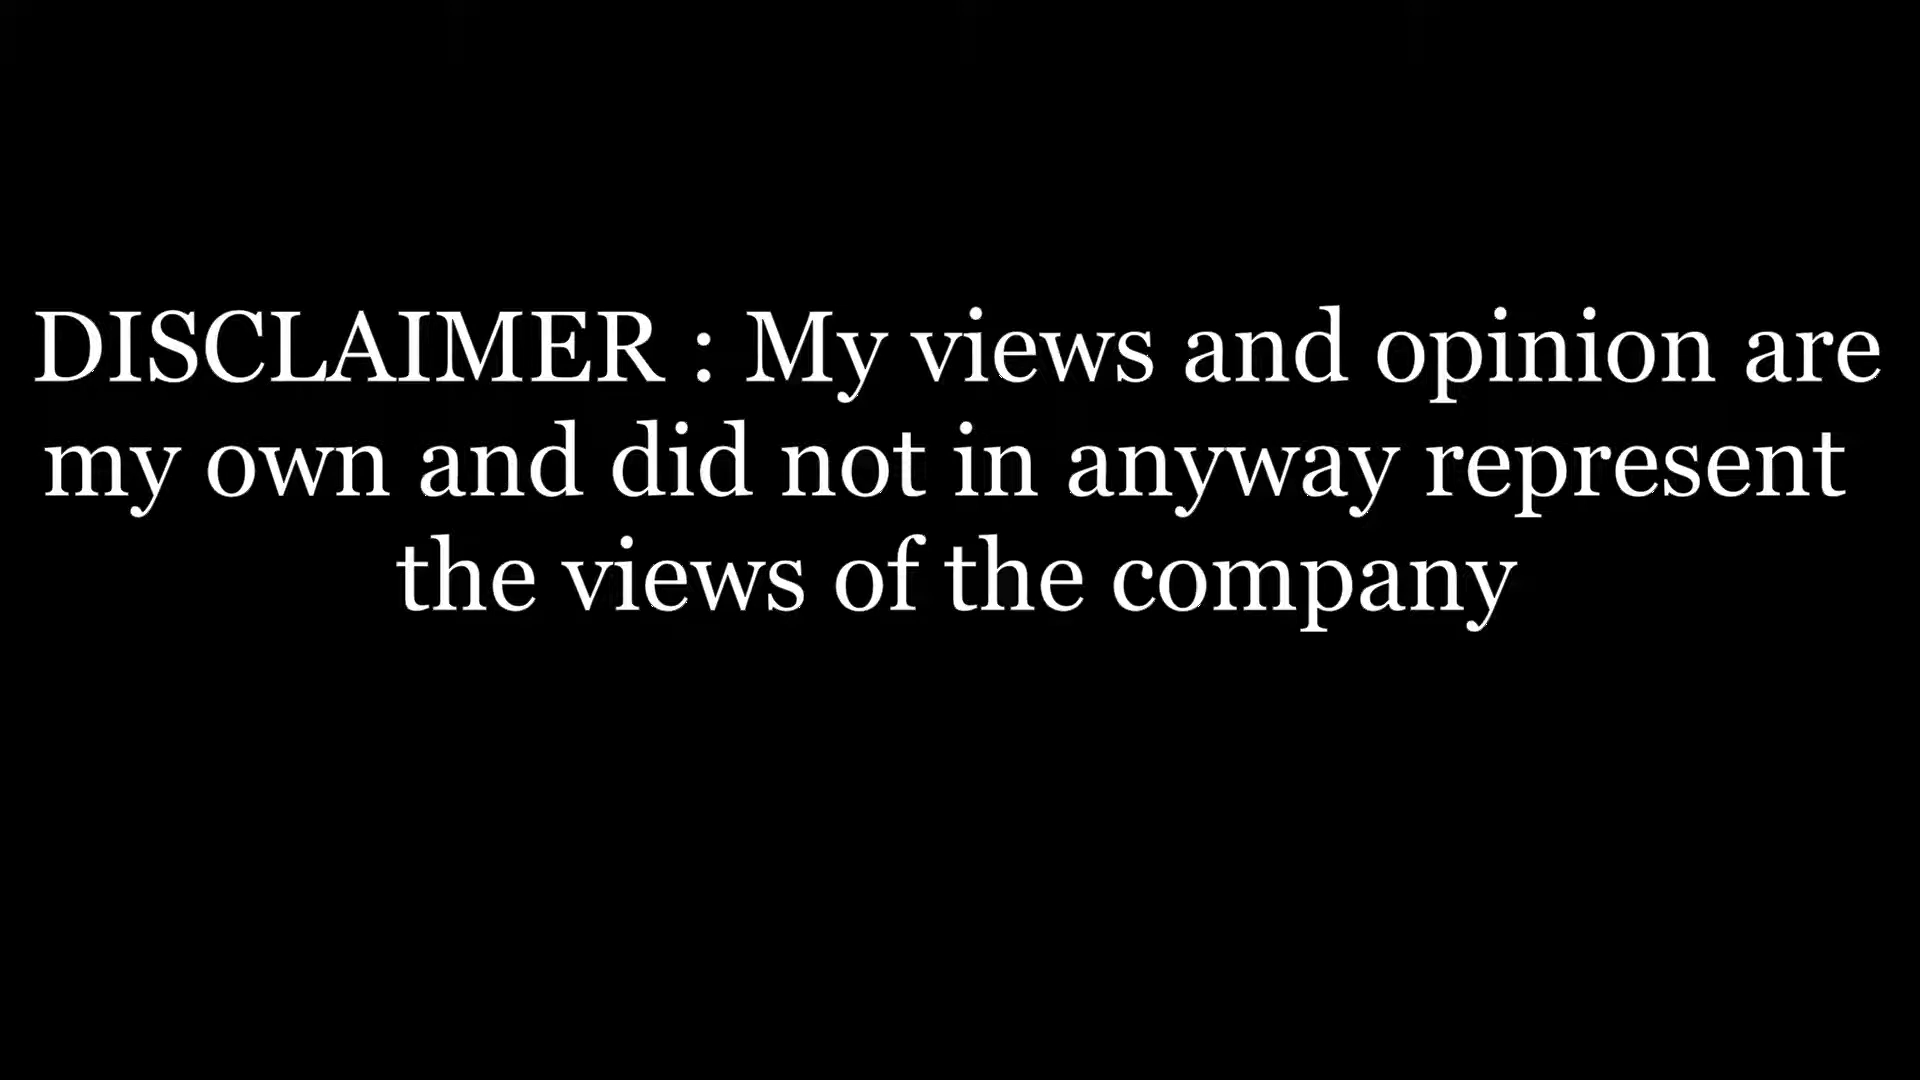 DISCLAIMER : My views and opinion are
my own and did not in anyway represent
the views of the company